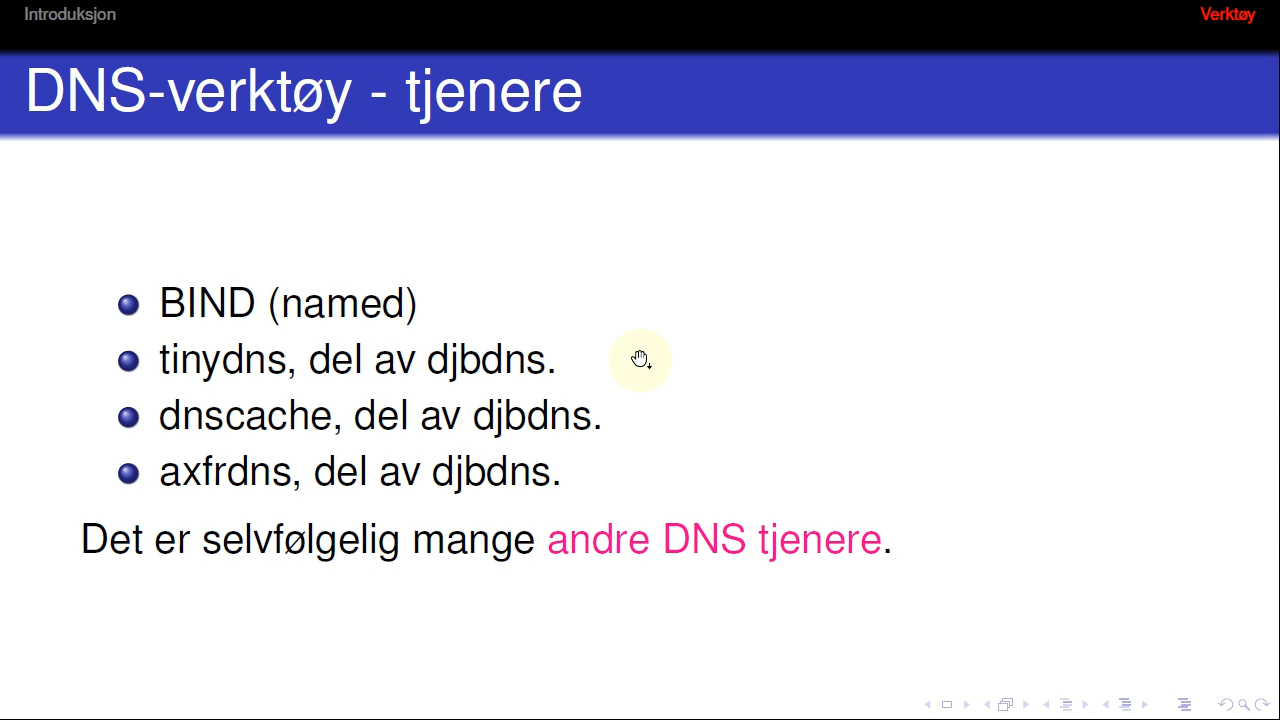 Introduksjon
Verktøy
DNS-verktøy - tjenere
BIND (named)
tinydns, del av djbdns.
dnscache, del av djbdns.
axfrdns, del av djbdns.
Det er selvfølgelig mange andre DNS tjenere.